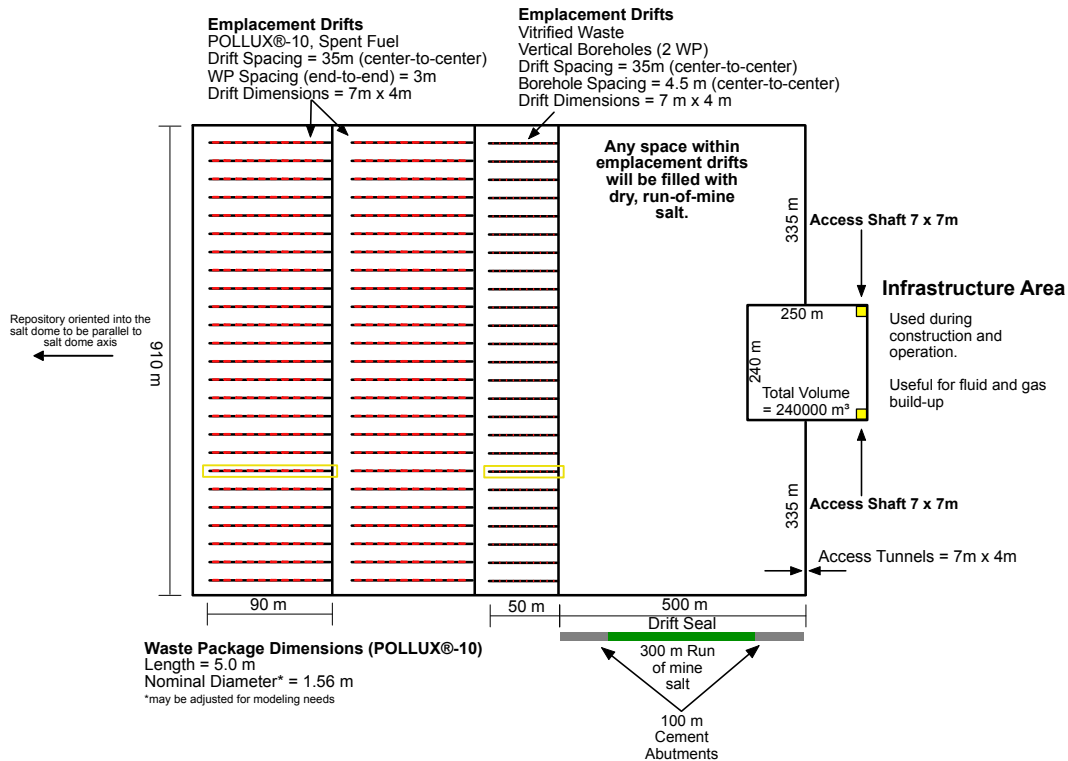 Emplacement Drifts
POLLUX®-10, Spent Fuel
Drift Spacing = 35m (center-to-center)
WP Spacing (end-to-end) = 3m
Drift Dimensions = 7m x 4m
Emplacement Drifts
Vitrified Waste
Vertical Boreholes (2 WP)
Drift Spacing = 35m (center-to-center)
Borehole Spacing = 4.5 m (center-to-center)
Drift Dimensions = 7 m x 4 m
Any space within
emplacement drifts
will be filled with
dry, run-of-mine
salt.
335 m
Access Shaft 7 x 7m
Infrastructure Area
Used during
construction and
operation.
Useful for fluid and gas
build-up
250 m
240 m
Total Volume
= 240000 m³
Repository oriented into the
salt dome to be parallel to
salt dome axis
910 m
335 m
Access Shaft 7 x 7m
Access Tunnels = 7m x 4m
90 m
50 m
500 m
Drift Seal
300 m Run
of mine
salt
100 m
Cement
Abutments
Waste Package Dimensions (POLLUX®-10)
Length = 5.0 m
Nominal Diameter* = 1.56 m
*may be adjusted for modeling needs